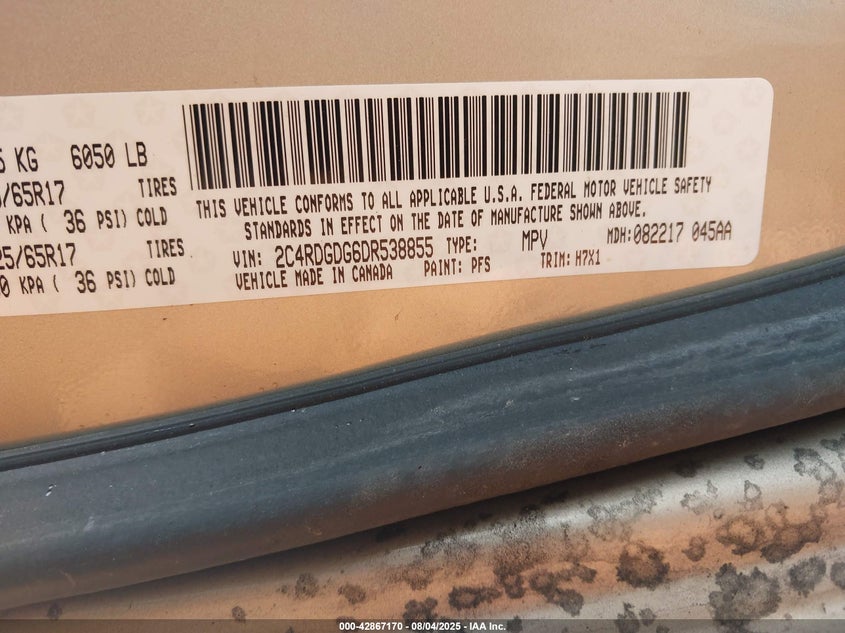 5 KG 6050 LB
/65R17 TIRES
KPA ( 36 PSI) COLD
25/65R17 TIRES
0 KPA ( 36 PSI) COLD
THIS VEHICLE CONFORMS TO ALL APPLICABLE U.S.A. FEDERAL MOTOR VEHICLE SAFETY
STANDARDS IN EFFECT ON THE DATE OF MANUFACTURE SHOWN ABOVE.
VIN: 2C4RDGDG6DR538855 TYPE: MPV MDH:082217 045AA
VEHICLE MADE IN CANADA PAINT: PFS TRIM: H7X1
000-42867170 - 08/04/2025 - IAA Inc.